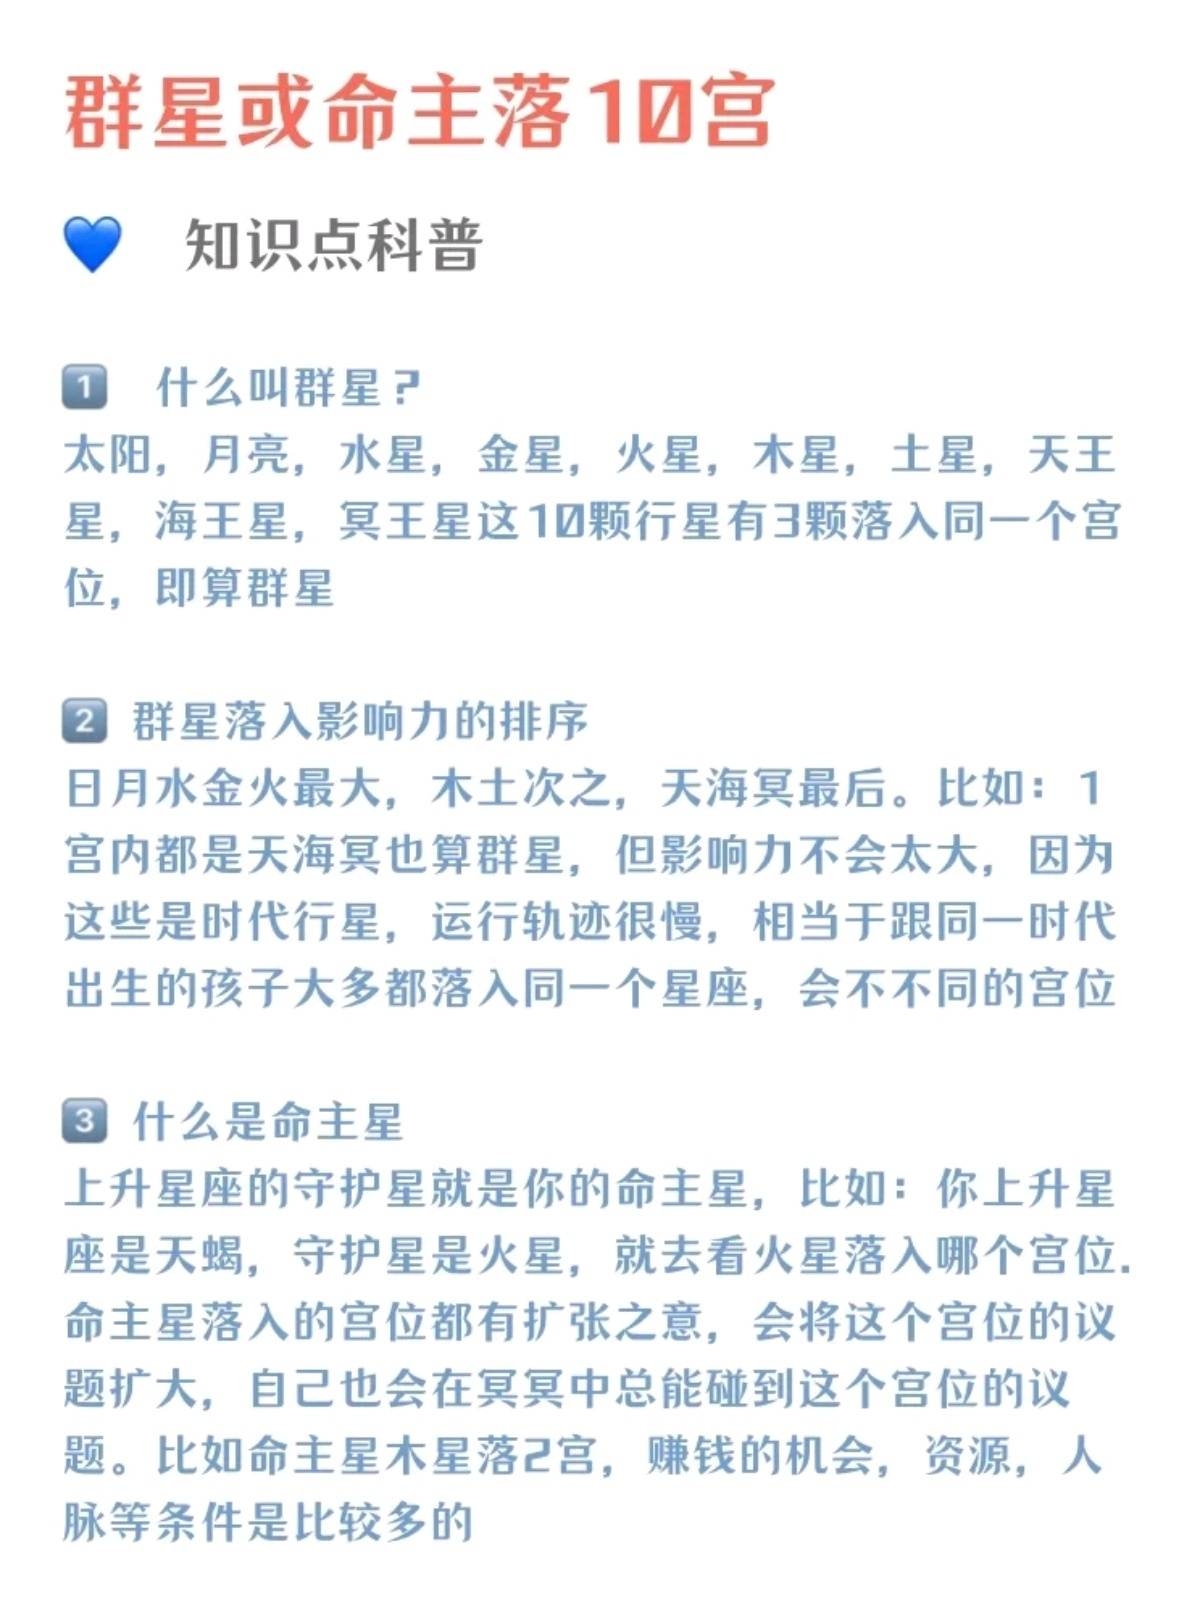 群星或命主落10宫
💙 知识点科普
1️⃣ 什么叫群星？
太阳，月亮，水星，金星，火星，木星，土星，天王
星，海王星，冥王星这10颗行星有3颗落入同一个宫
位，即算群星
2️⃣ 群星落入影响力的排序
日月水金火最大，木土次之，天海冥最后。比如：1
宫内都是天海冥也算群星，但影响力不会太大，因为
这些是时代行星，运行轨迹很慢，相当于跟同一时代
出生的孩子大多都落入同一个星座，会不不同的宫位
3️⃣ 什么是命主星
上升星座的守护星就是你的命主星，比如：你上升星
座是天蝎，守护星是火星，就去看火星落入哪个宫位.
命主星落入的宫位都有扩张之意，会将这个宫位的议
题扩大，自己也会在冥冥中总能碰到这个宫位的议
题。比如命主星木星落2宫，赚钱的机会，资源，人
脉等条件是比较多的